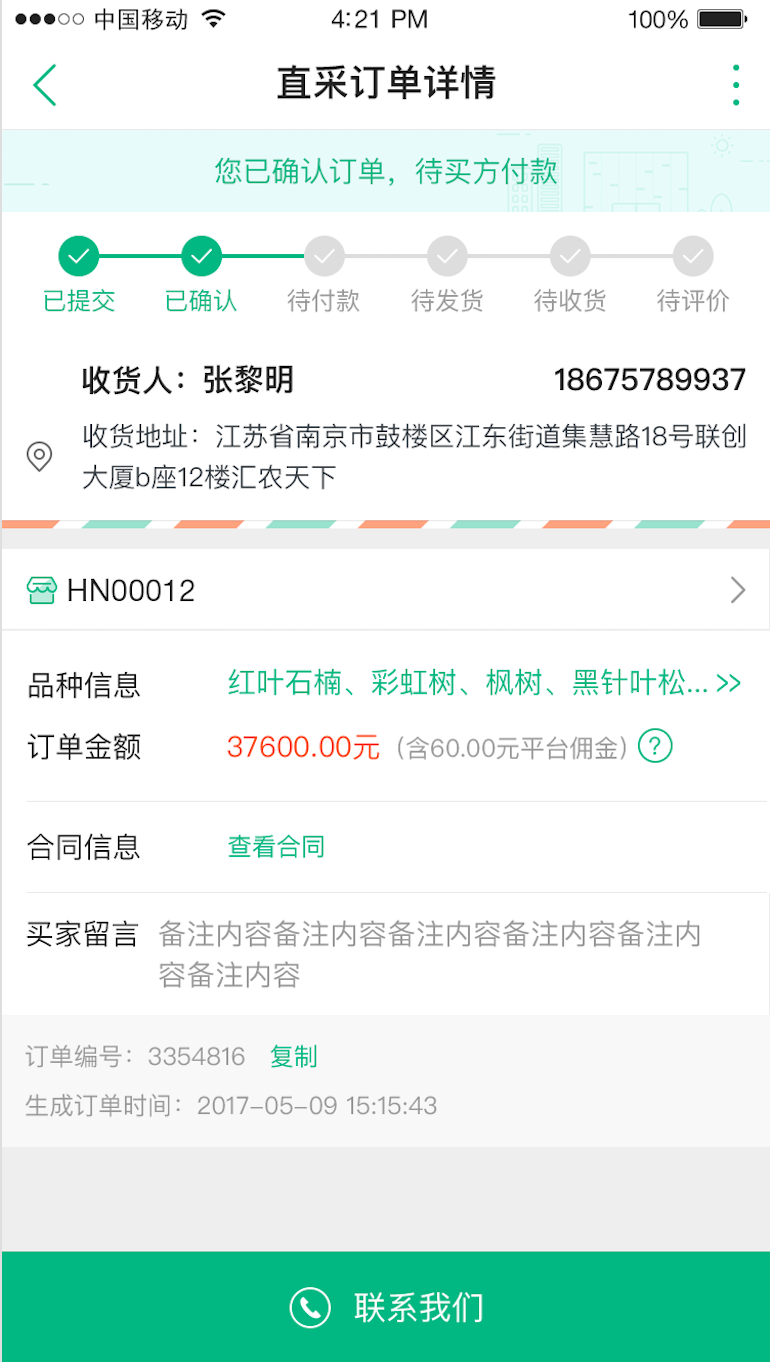 中国移动 4:21 PM 100%
直采订单详情
您已确认订单，待买方付款
已提交 已确认 待付款 待发货 待收货 待评价
收货人：张黎明 18675789937
收货地址：江苏省南京市鼓楼区江东街道集慧路18号联创
大厦b座12楼汇农天下
HN00012
品种信息 红叶石楠、彩虹树、枫树、黑针叶松... >>
订单金额 37600.00元（含60.00元平台佣金）?
合同信息 查看合同
买家留言 备注内容备注内容备注内容备注内容备注内
容备注内容
订单编号：3354816 复制
生成订单时间：2017-05-09 15:15:43
联系我们